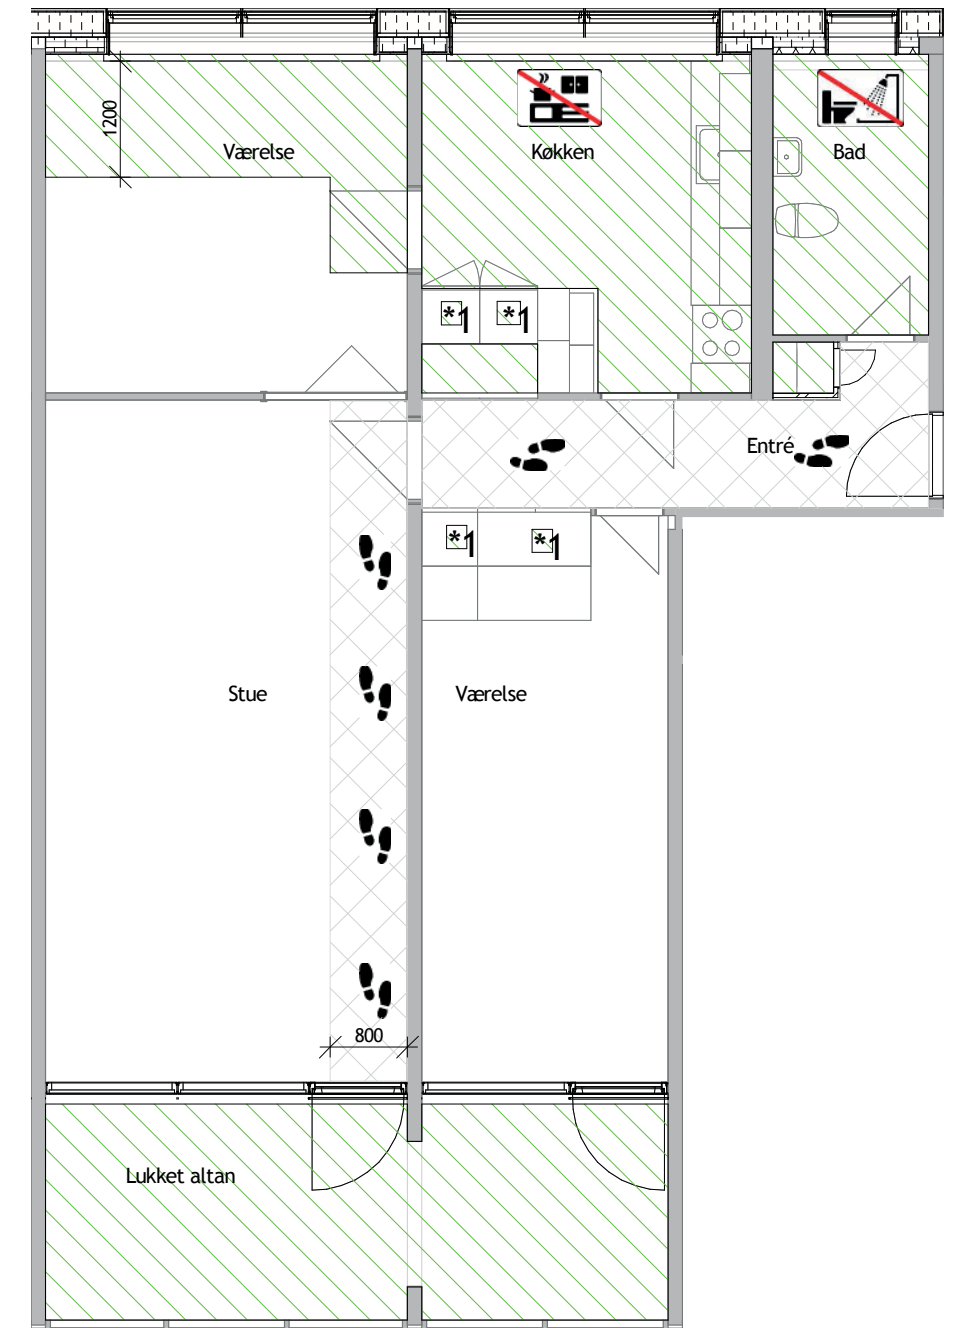 1200
Værelse
Køkken
Bad
*1
*1
Entré
*1
*1
Stue
Værelse
800
Lukket altan